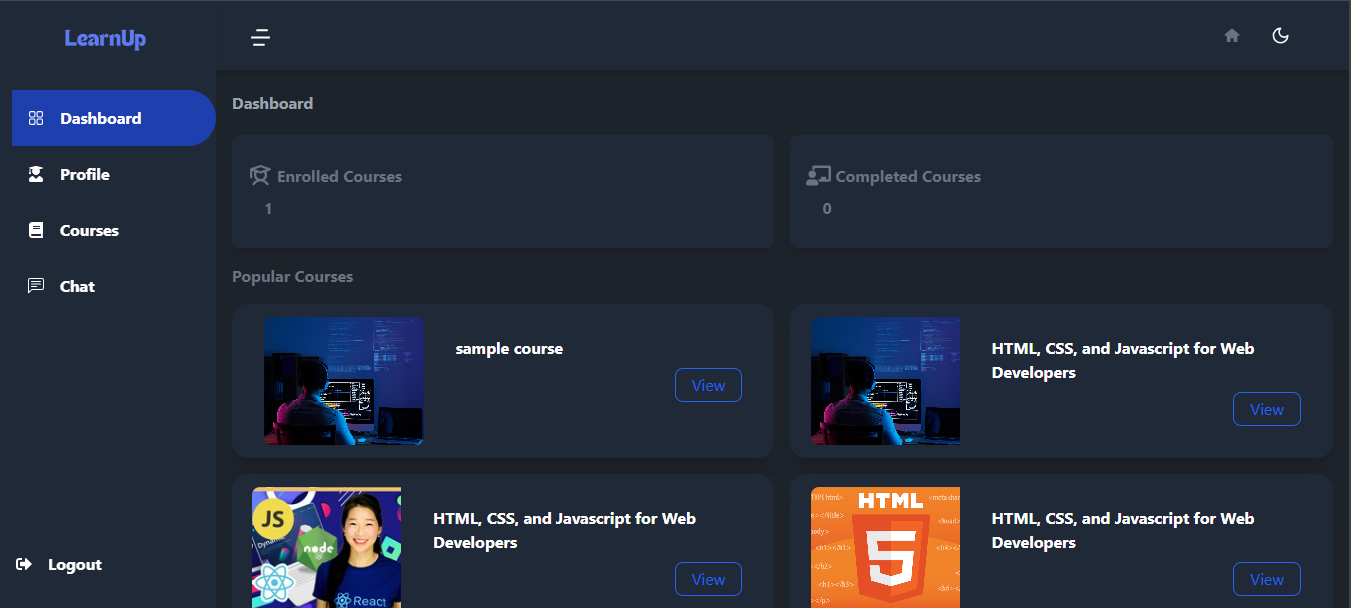 LearnUp
Dashboard
Profile
Courses
Chat
Logout
Dashboard
Enrolled Courses
1
Completed Courses
0
Popular Courses
sample course
View
HTML, CSS, and Javascript for Web
Developers
View
JS
node
React
HTML, CSS, and Javascript for Web
Developers
View
HTML
5
HTML, CSS, and Javascript for Web
Developers
View